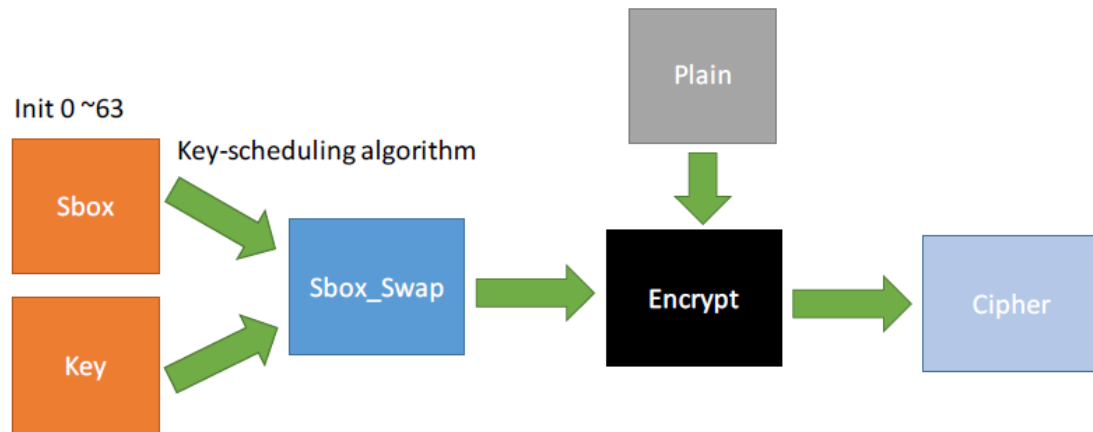 Plain
Init 0 ~63
Key-scheduling algorithm
Sbox
Sbox_Swap
Encrypt
Cipher
Key